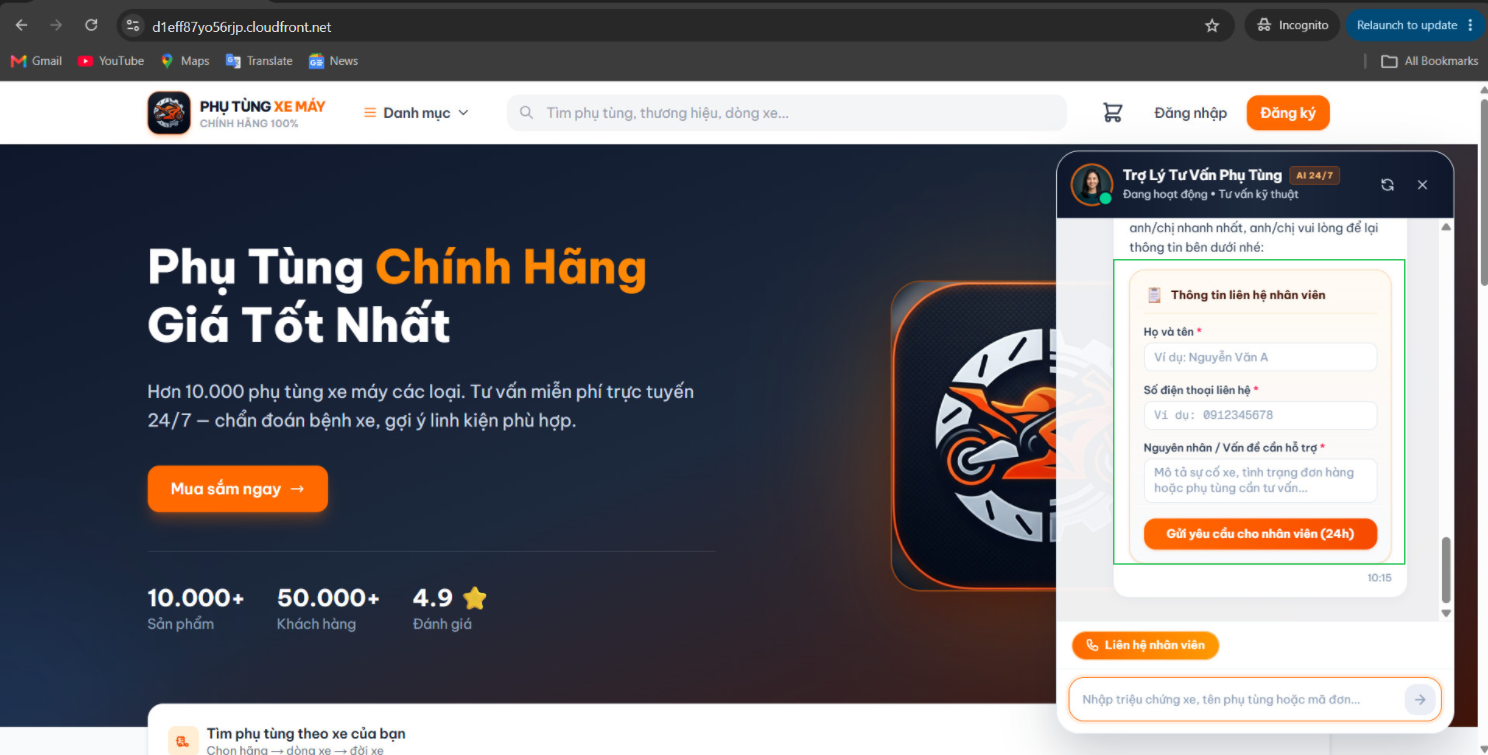 d1eff87yo56rjp.cloudfront.net
Incognito
Relaunch to update
Gmail
YouTube
Maps
Translate
News
All Bookmarks
PHỤ TÙNG XE MÁY
CHÍNH HÃNG 100%
Danh mục
Tìm phụ tùng, thương hiệu, dòng xe...
Đăng nhập
Đăng ký
Phụ Tùng Chính Hãng
Giá Tốt Nhất
Hơn 10.000 phụ tùng xe máy các loại. Tư vấn miễn phí trực tuyến
24/7 — chẩn đoán bệnh xe, gợi ý linh kiện phù hợp.
Mua sắm ngay →
10.000+
Sản phẩm
50.000+
Khách hàng
4.9 ⭐
Đánh giá
Tìm phụ tùng theo xe của bạn
Chọn hãng → dòng xe → đời xe
Trợ Lý Tư Vấn Phụ Tùng
AI 24/7
Đang hoạt động • Tư vấn kỹ thuật
anh/chị nhanh nhất, anh/chị vui lòng để lại
thông tin bên dưới nhé:
Thông tin liên hệ nhân viên
Họ và tên *
Ví dụ: Nguyễn Văn A
Số điện thoại liên hệ *
Ví dụ: 0912345678
Nguyên nhân / Vấn đề cần hỗ trợ *
Mô tả sự cố xe, tình trạng đơn hàng
hoặc phụ tùng cần tư vấn...
Gửi yêu cầu cho nhân viên (24h)
10:15
Liên hệ nhân viên
Nhập triệu chứng xe, tên phụ tùng hoặc mã đơn...